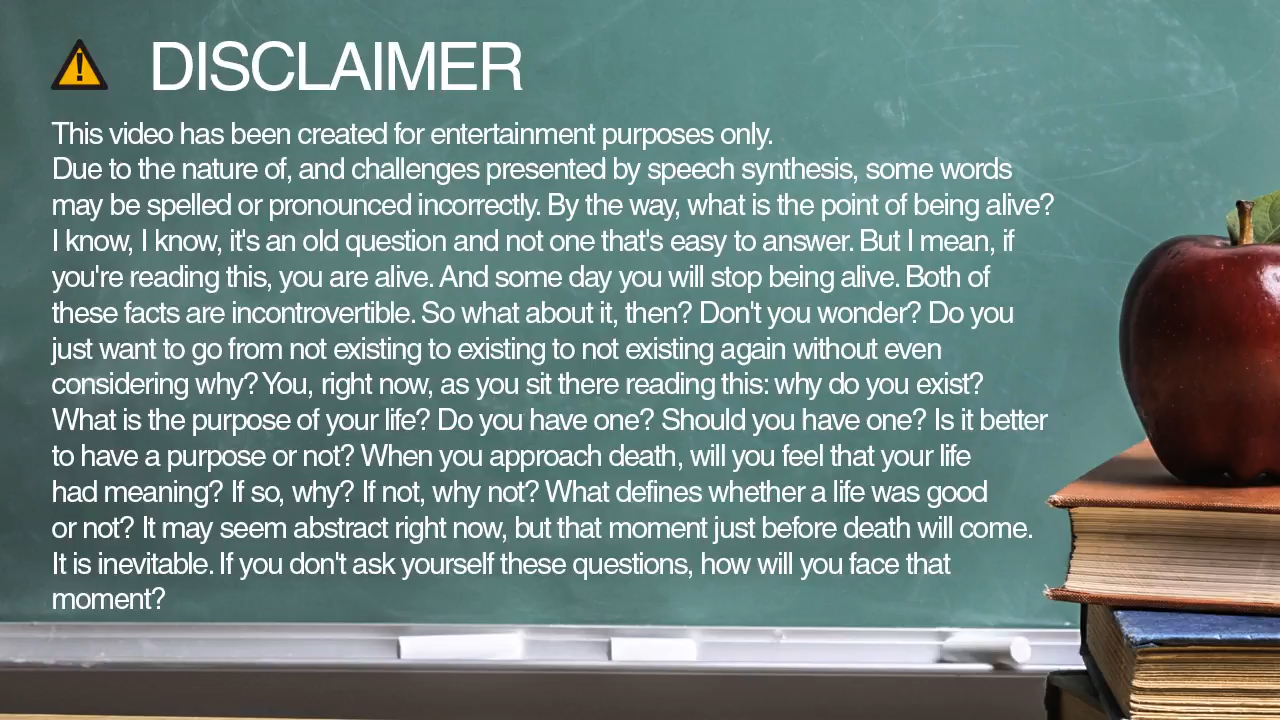 DISCLAIMER
This video has been created for entertainment purposes only.
Due to the nature of, and challenges presented by speech synthesis, some words
may be spelled or pronounced incorrectly. By the way, what is the point of being alive?
I know, I know, it's an old question and not one that's easy to answer. But I mean, if
you're reading this, you are alive. And some day you will stop being alive. Both of
these facts are incontrovertible. So what about it, then? Don't you wonder? Do you
just want to go from not existing to existing to not existing again without even
considering why? You, right now, as you sit there reading this: why do you exist?
What is the purpose of your life? Do you have one? Should you have one? Is it better
to have a purpose or not? When you approach death, will you feel that your life
had meaning? If so, why? If not, why not? What defines whether a life was good
or not? It may seem abstract right now, but that moment just before death will come.
It is inevitable. If you don't ask yourself these questions, how will you face that
moment?